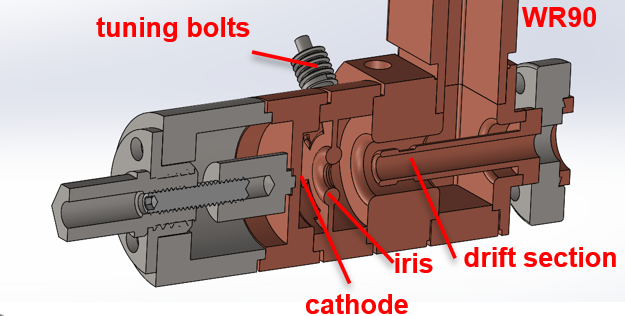 WR90
tuning bolts
iris
drift section
cathode